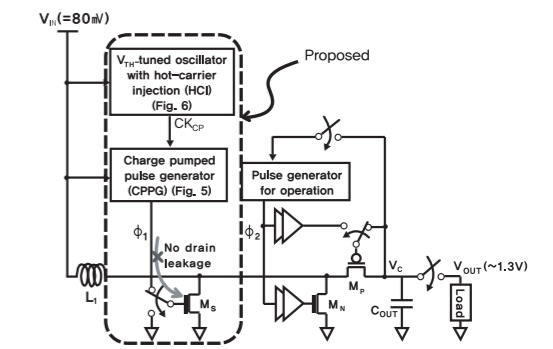 V_IN(=80mV)
V_TH-tuned oscillator
with hot-carrier
injection (HCI)
(Fig. 6)
Proposed
CK_CP
Charge pumped
pulse generator
(CPPG) (Fig. 5)
Pulse generator
for operation
ϕ1
ϕ2
No drain
leakage
V_C
V_OUT(~1.3V)
L1
M_S
M_N
M_P
C_OUT
Load